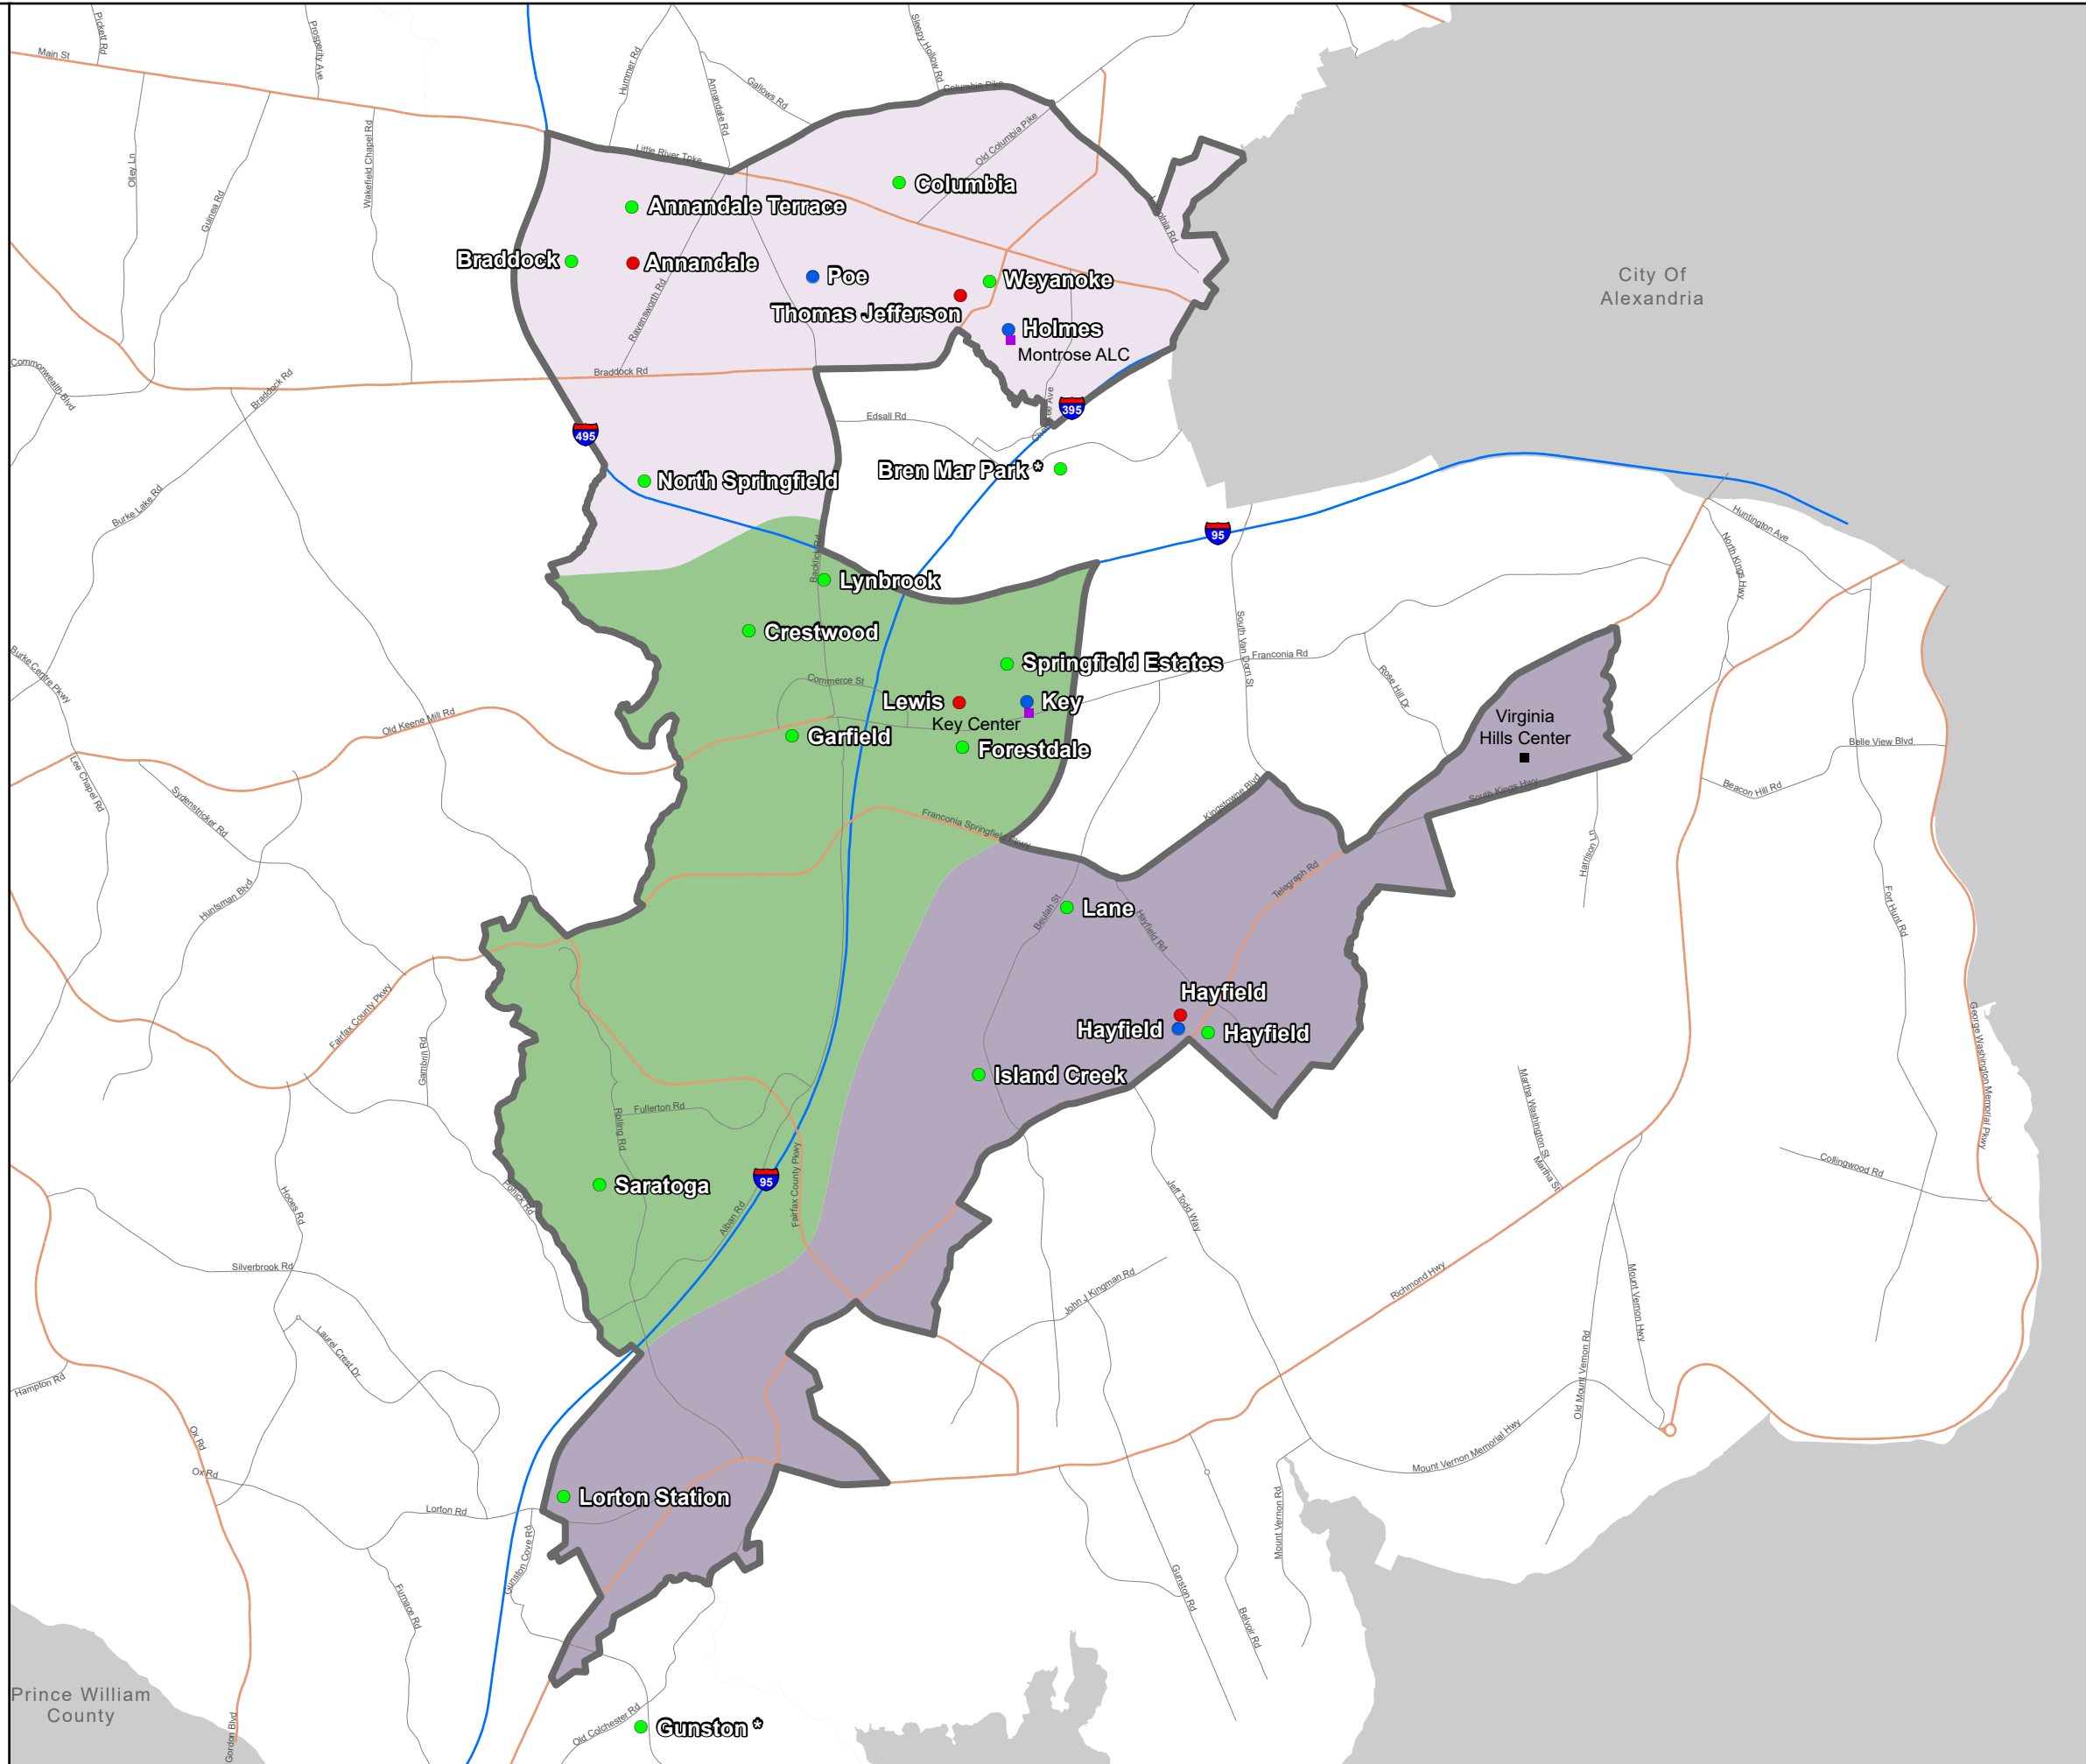 Pickett Rd
Main St
Prosperity Ave
Hummer Rd
Annandale Rd
Gallows Rd
Sleepy Hollow Rd
Columbia Pike
Old Columbia Pike
Little River Tpke
Olley Ln
Guinea Rd
Wakefield Chapel Rd
Columbia
Annandale Terrace
Braddock
Annandale
Poe
Weyanoke
Thomas Jefferson
Holmes
Montrose ALC
Ravensworth Rd
Braddock Rd
City Of
Alexandria
Commonwealth Blvd
Braddock Rd
Edsall Rd
395
495
Bren Mar Park *
North Springfield
Burke Lake Rd
95
Huntington Ave
North Kings Hwy
Backlick Rd
Lynbrook
Crestwood
Springfield Estates
South Van Dorn St
Franconia Rd
Rose Hill Dr
Burke Centre Pkwy
Commerce St
Lewis
Key
Key Center
Garfield
Forestdale
Old Keene Mill Rd
Virginia
Hills Center
Belle View Blvd
Beacon Hill Rd
South Kings Hwy
Kingstowne Blvd
Lee Chapel Rd
Sydenstricker Rd
Franconia Springfield Pkwy
Harrison Ln
Telegraph Rd
Huntsman Blvd
Beulah St
Lane
Hayfield Rd
Fort Hunt Rd
Fairfax County Pkwy
Gambrill Rd
Hayfield
Hayfield
Hayfield
Island Creek
George Washington Memorial Pkwy
Martha Washington St
Martha St
Fullerton Rd
Rolling Rd
Collingwood Rd
Saratoga
95
Fairfax County Pkwy
Alban Rd
Hooes Rd
Jeff Todd Way
Silverbrook Rd
John J Kingman Rd
Richmond Hwy
Mount Vernon Hwy
Old Mount Vernon Rd
Laurel Crest Dr
Hampton Rd
Ox Rd
Ox Rd
Mount Vernon Memorial Hwy
Lorton Station
Lorton Rd
Gunston Cove Rd
Mount Vernon Rd
Furnace Rd
Gunston Rd
Belvoir Rd
Prince William
County
Gordon Blvd
Old Colchester Rd
Gunston *